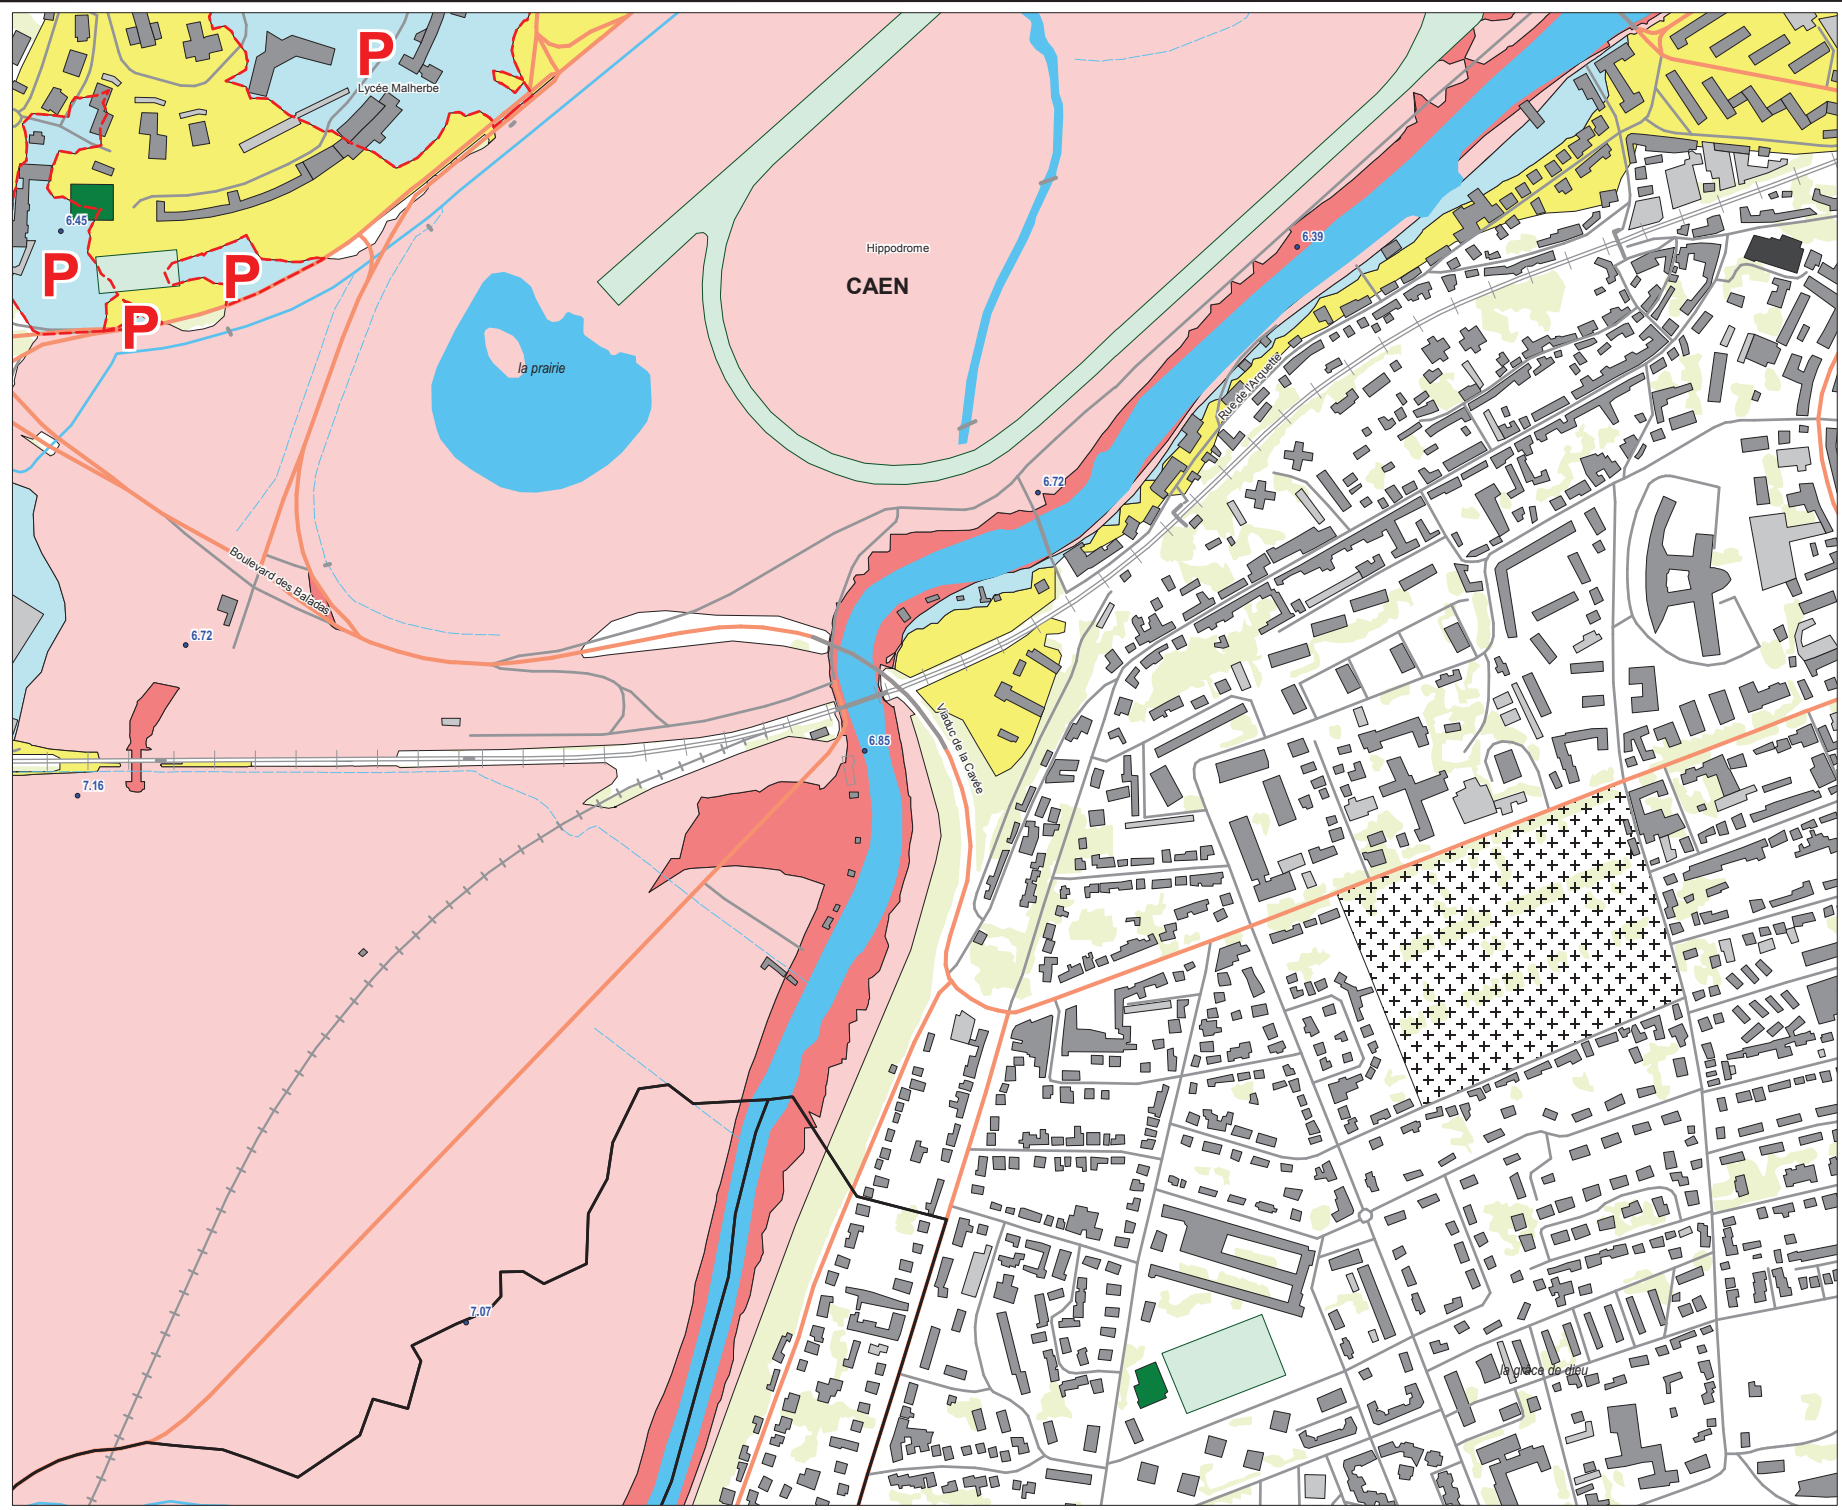 P
Lycée Malherbe
6.45
P
P
P
Hippodrome
CAEN
6.39
la prairie
Rue de l'Arquette
6.72
Boulevard des Baladas
6.72
Viaduc de la Cavée
6.85
7.16
7.07
la grâce de dieu